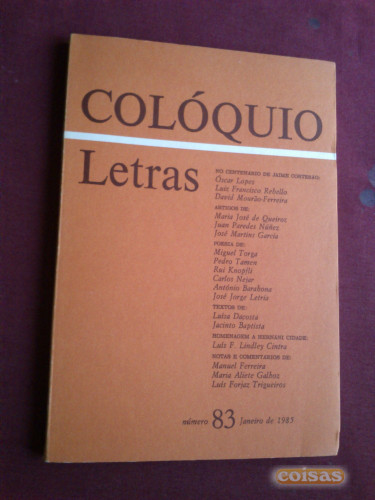 COLÓQUIO
Letras
NO CENTENÁRIO DE JAIME CORTESÃO:
Óscar Lopes
Luiz Francisco Rebello
David Mourão-Ferreira
ARTIGOS DE:
Maria José de Queiroz
Juan Paredes Núñez
José Martins Garcia
POESIA DE:
Miguel Torga
Pedro Tamen
Rui Knopfli
Carlos Nejar
António Barahona
José Jorge Letria
TEXTOS DE:
Luísa Dacosta
Jacinto Baptista
HOMENAGEM A HERNÂNI CIDADE:
Luís F. Lindley Cintra
NOTAS E COMENTÁRIOS DE:
Manuel Ferreira
Maria Aliete Galhoz
Luís Forjaz Trigueiros
número 83 Janeiro de 1985
coisas